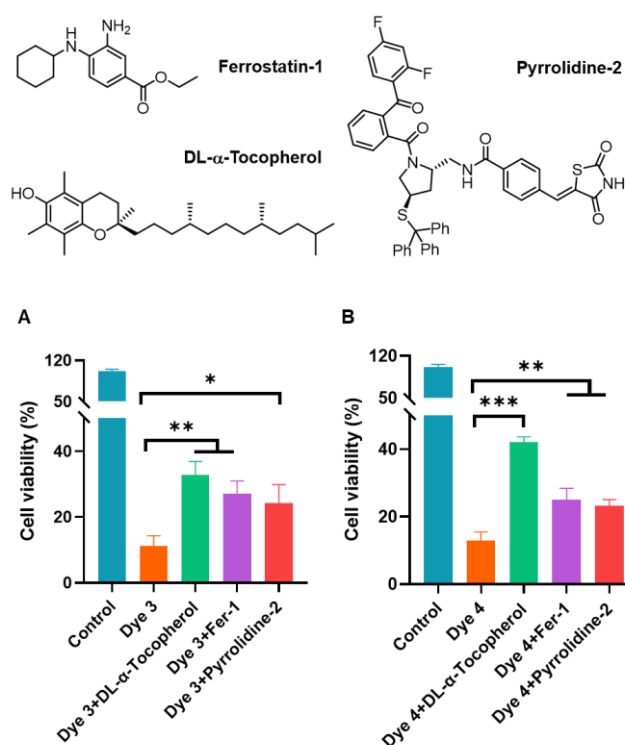 NH2
HN
O
O
Ferrostatin-1
F
F
O
O
N
N
H
O
S
O
NH
O
S
Ph
Ph
Ph
Pyrrolidine-2
DL-α-Tocopherol
HO
O
A
Cell viability (%)
120
50
40
20
0
*
**
Control
Dye 3
Dye 3+DL-α-Tocopherol
Dye 3+Fer-1
Dye 3+Pyrrolidine-2
B
Cell viability (%)
120
50
40
20
0
**
***
Control
Dye 4
Dye 4+DL-α-Tocopherol
Dye 4+Fer-1
Dye 4+Pyrrolidine-2